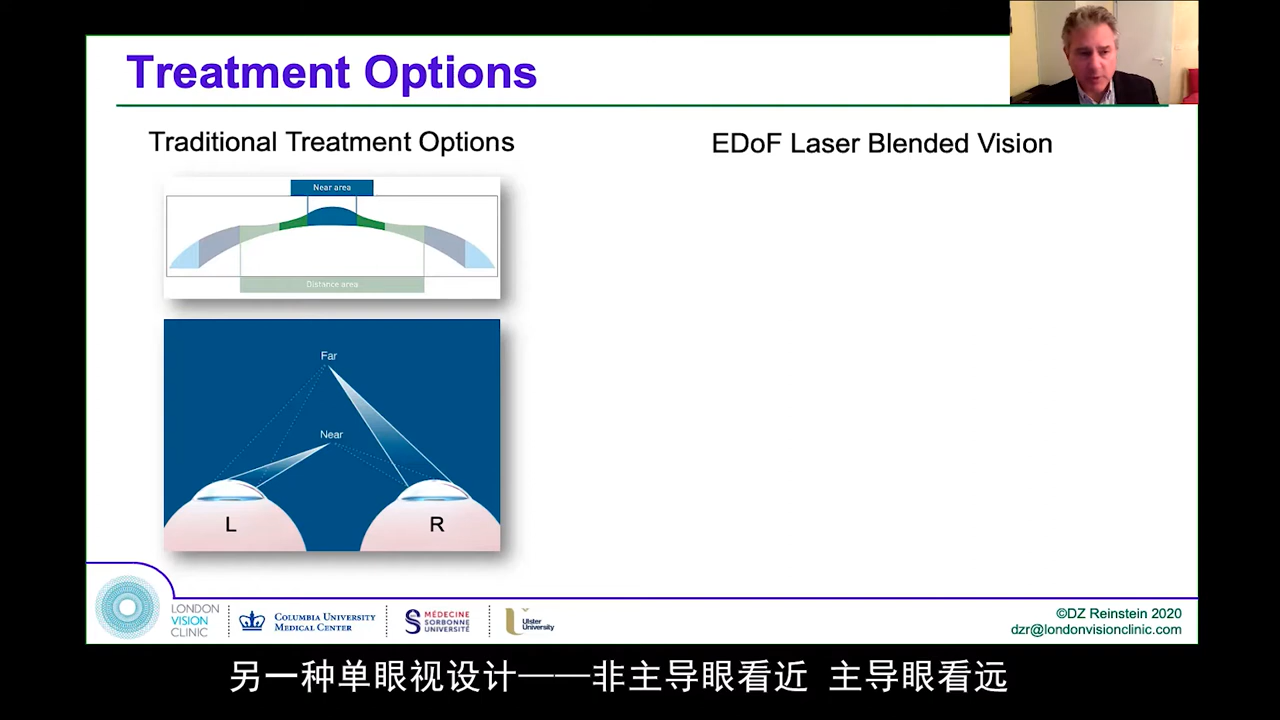 Treatment Options
Traditional Treatment Options
EDoF Laser Blended Vision
Near area
Distance area
Far
Near
L
R
LONDON
VISION
CLINIC
COLUMBIA UNIVERSITY
MEDICAL CENTER
MÉDECINE
SORBONNE
UNIVERSITÉ
Ulster
University
©DZ Reinstein 2020
dzr@londonvisionclinic.com
另一种单眼视设计——非主导眼看近 主导眼看远